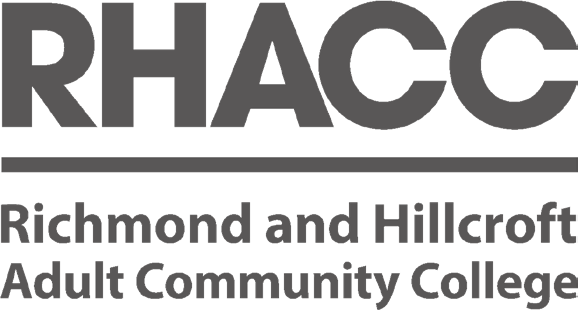 RHACC
Richmond and Hillcroft
Adult Community College